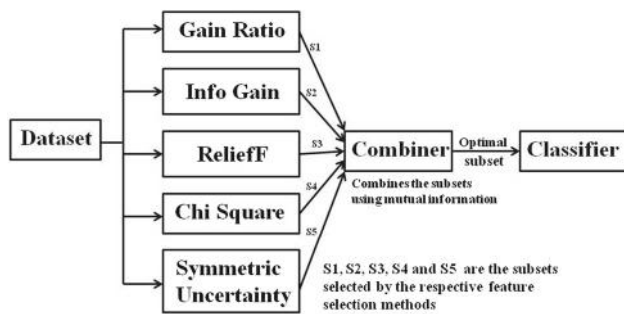 Gain Ratio
S1
Info Gain
S2
Dataset
ReliefF
S3
Combiner
Optimal
subset
Classifier
Combines the subsets
using mutual information
S4
Chi Square
S5
Symmetric
Uncertainty
S1, S2, S3, S4 and S5 are the subsets
selected by the respective feature
selection methods